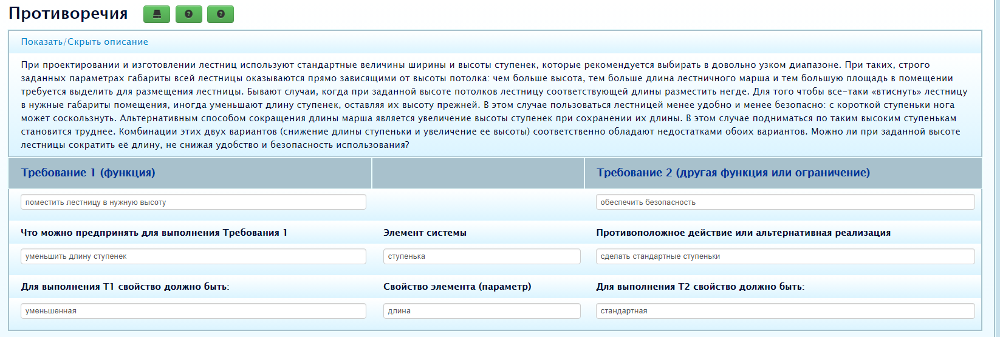 Противоречия
Показать/Скрыть описание
При проектировании и изготовлении лестниц используют стандартные величины ширины и высоты ступенек, которые рекомендуется выбирать в довольно узком диапазоне. При таких, строго
заданных параметрах габариты всей лестницы оказываются прямо зависящими от высоты потолка: чем больше высота, тем больше длина лестничного марша и тем большую площадь в помещении
требуется выделить для размещения лестницы. Бывают случаи, когда при заданной высоте потолков лестницу соответствующей длины разместить негде. Для того чтобы все-таки «втиснуть» лестницу
в нужные габариты помещения, иногда уменьшают длину ступенек, оставляя их высоту прежней. В этом случае пользоваться лестницей менее удобно и менее безопасно: с короткой ступеньки нога
может соскользнуть. Альтернативным способом сокращения длины марша является увеличение высоты ступенек при сохранении их длины. В этом случае подниматься по таким высоким ступенькам
становится труднее. Комбинации этих двух вариантов (снижение длины ступеньки и увеличение ее высоты) соответственно обладают недостатками обоих вариантов. Можно ли при заданной высоте
лестницы сократить её длину, не снижая удобство и безопасность использования?
Требование 1 (функция) Требование 2 (другая функция или ограничение)
поместить лестницу в нужную высоту обеспечить безопасность
Что можно предпринять для выполнения Требования 1 Элемент системы Противоположное действие или альтернативная реализация
уменьшить длину ступенек ступенька сделать стандартные ступеньки
Для выполнения Т1 свойство должно быть: Свойство элемента (параметр) Для выполнения Т2 свойство должно быть:
уменьшенная длина стандартная